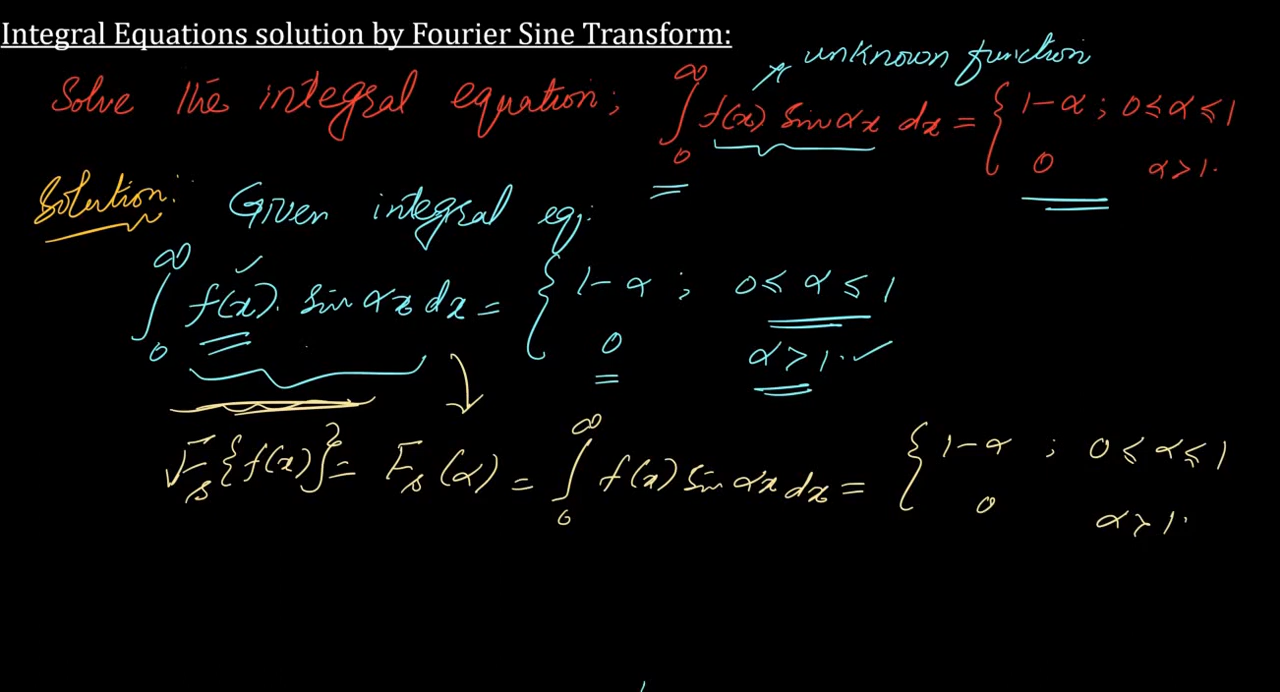 Integral Equations solution by Fourier Sine Transform:
unknown function
Solve the integral equation; ∫₀^∞ f(x) sin αx dx = { 1-α ; 0≤α≤1
0 α>1.
Solution:
Given integral eq:
∫₀^∞ f(x). sin αx dx = { 1-α ; 0≤ α ≤ 1
0 α > 1.
F_s{f(x)} = F_s(α) = ∫₀^∞ f(x) sin αx dx = { 1-α ; 0≤ α≤1
0 α>1.